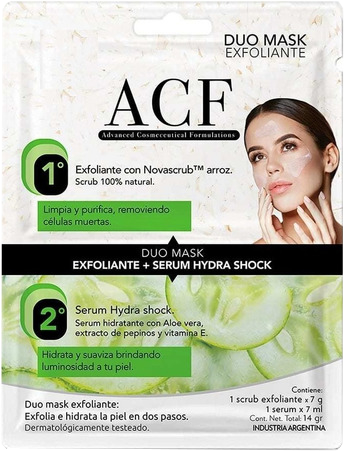 DUO MASK
EXFOLIANTE
ACF
Advanced Cosmeceutical Formulations
1°
Exfoliante con Novascrub™ arroz.
Scrub 100% natural.
Limpia y purifica, removiendo
células muertas.
DUO MASK
EXFOLIANTE + SERUM HYDRA SHOCK
2°
Serum Hydra shock.
Serum hidratante con Aloe vera,
extracto de pepinos y vitamina E.
Hidrata y suaviza brindando
luminosidad a tu piel.
Duo mask exfoliante:
Exfolia e hidrata la piel en dos pasos.
Dermatológicamente testeado.
Contiene:
1 scrub exfoliante x 7 g
1 serum x 7 ml
Cont. Net. Total: 14 gr
INDUSTRIA ARGENTINA